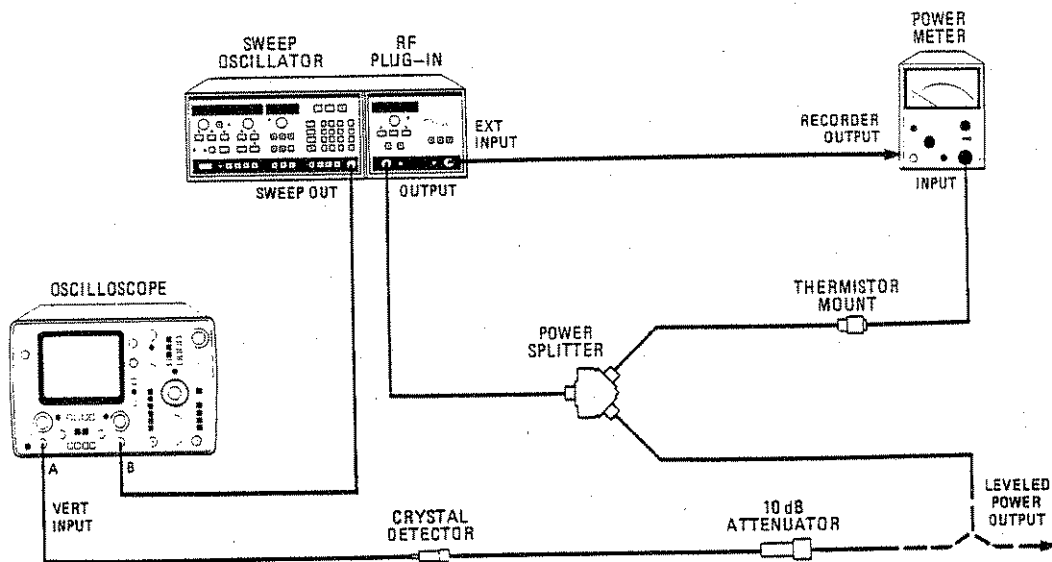 SWEEP
OSCILLATOR
RF
PLUG-IN
POWER
METER
EXT
INPUT
RECORDER
OUTPUT
SWEEP OUT
OUTPUT
INPUT
OSCILLOSCOPE
THERMISTOR
MOUNT
POWER
SPLITTER
A
B
VERT
INPUT
CRYSTAL
DETECTOR
10 dB
ATTENUATOR
LEVELED
POWER
OUTPUT